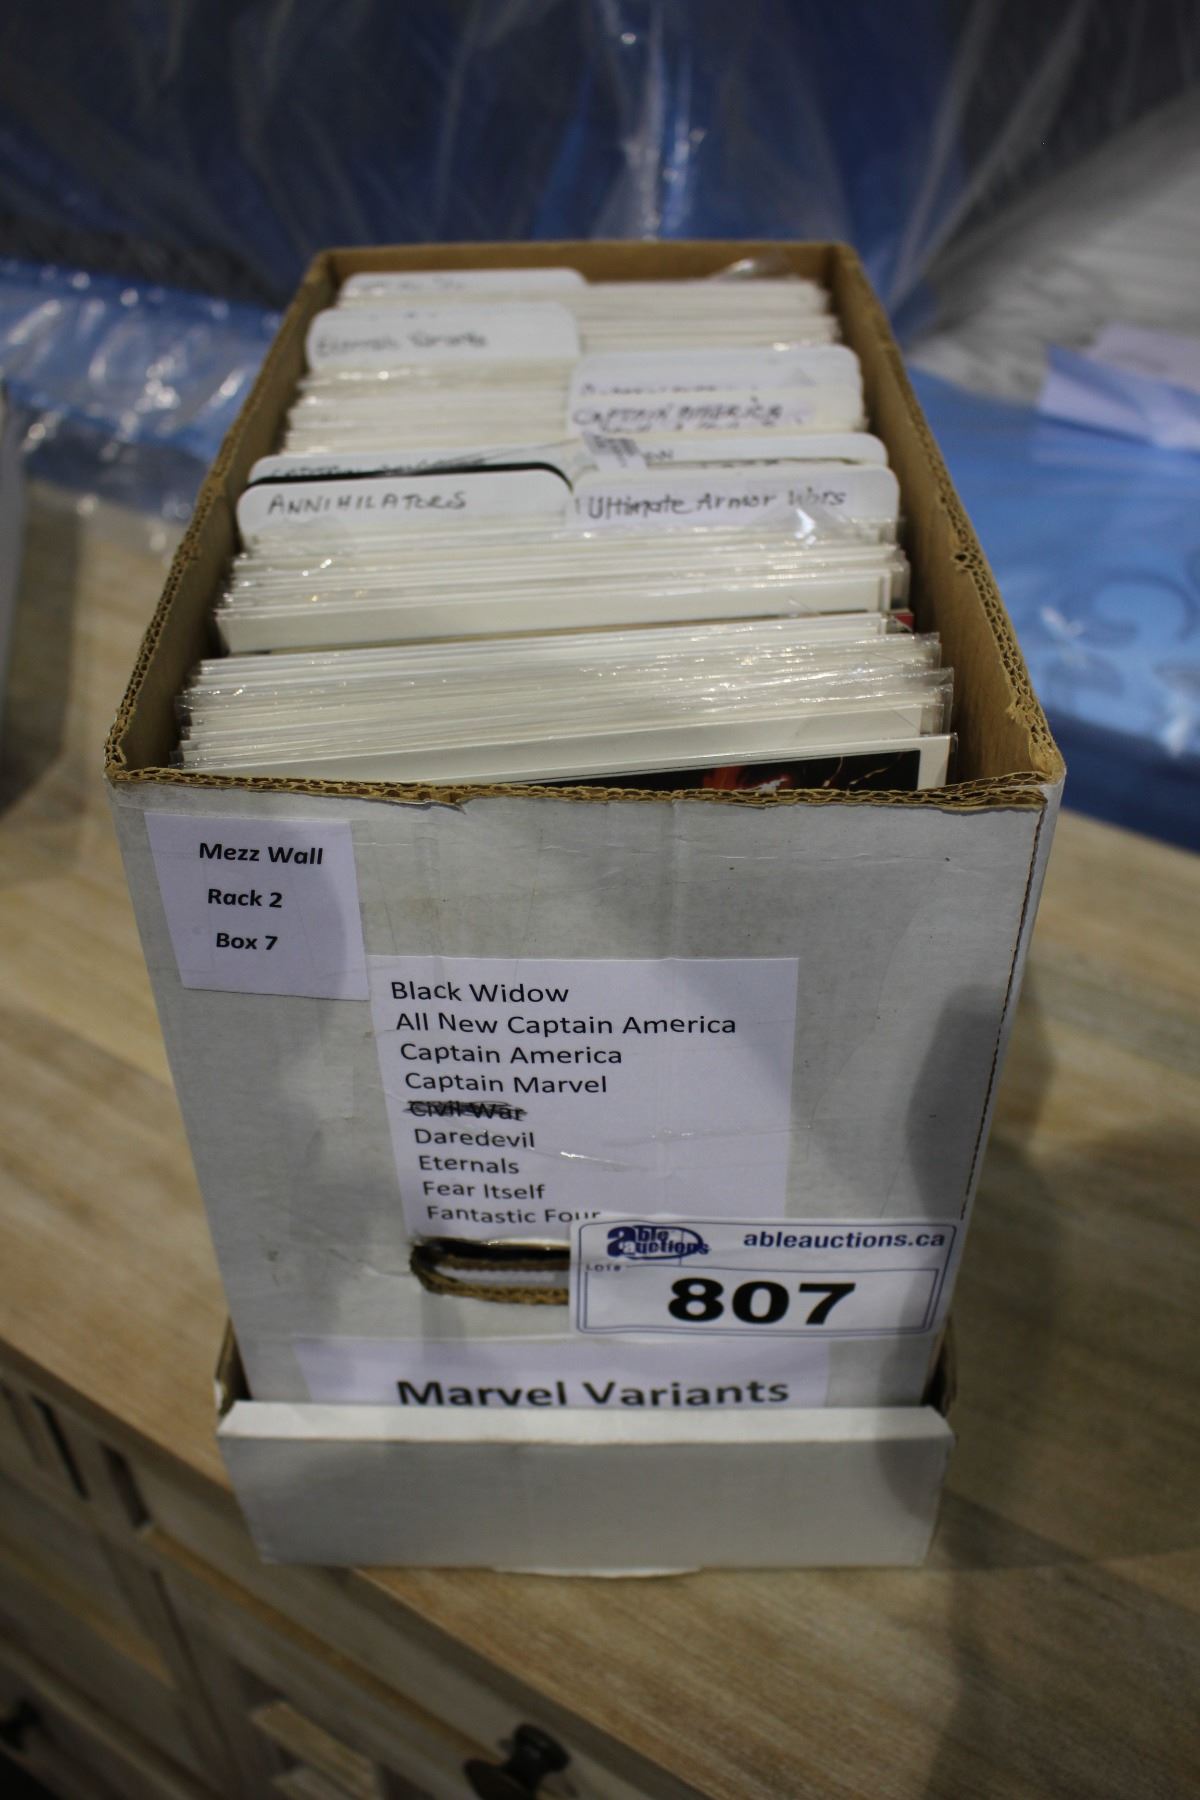 Eternals Variants
CAPTAIN AMERICA
ANNIHILATORS
Ultimate Armor Wars
Mezz Wall
Rack 2
Box 7
Black Widow
All New Captain America
Captain America
Captain Marvel
Civil War
Daredevil
Eternals
Fear Itself
Fantastic Four
able auctions
ableauctions.ca
LOT#
807
Marvel Variants